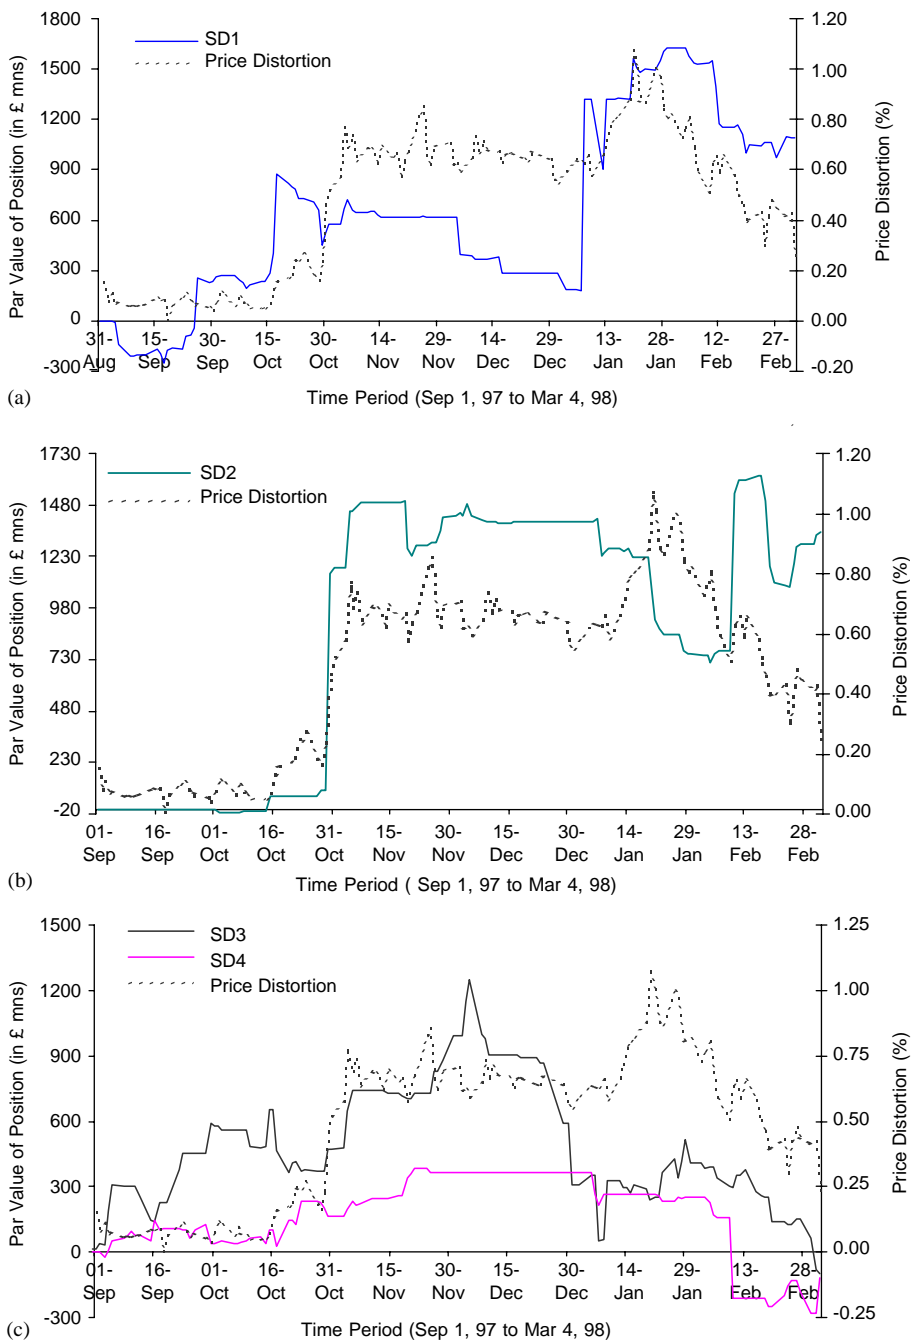 1800
1500
1200
900
600
300
0
-300
Par Value of Position (in £ mns)
SD1
Price Distortion
1.20
1.00
0.80
0.60
0.40
0.20
0.00
-0.20
Price Distortion (%)
31- 15- 30- 15- 30- 14- 29- 14- 29- 13- 28- 12- 27-
Aug Sep Sep Oct Oct Nov Nov Dec Dec Jan Jan Feb Feb
(a) Time Period (Sep 1, 97 to Mar 4, 98)
1730
1480
1230
980
730
480
230
-20
Par Value of Position (in £ mns)
SD2
Price Distortion
1.20
1.00
0.80
0.60
0.40
0.20
0.00
Price Distortion (%)
01- 16- 01- 16- 31- 15- 30- 15- 30- 14- 29- 13- 28-
Sep Sep Oct Oct Oct Nov Nov Dec Dec Jan Jan Feb Feb
(b) Time Period ( Sep 1, 97 to Mar 4, 98)
1500
1200
900
600
300
0
-300
Par Value of Position (in £ mns)
SD3
SD4
Price Distortion
1.25
1.00
0.75
0.50
0.25
0.00
-0.25
Price Distortion (%)
01- 16- 01- 16- 31- 15- 30- 15- 30- 14- 29- 13- 28-
Sep Sep Oct Oct Oct Nov Nov Dec Dec Jan Jan Feb Feb
(c) Time Period (Sep 1, 97 to Mar 4, 98)